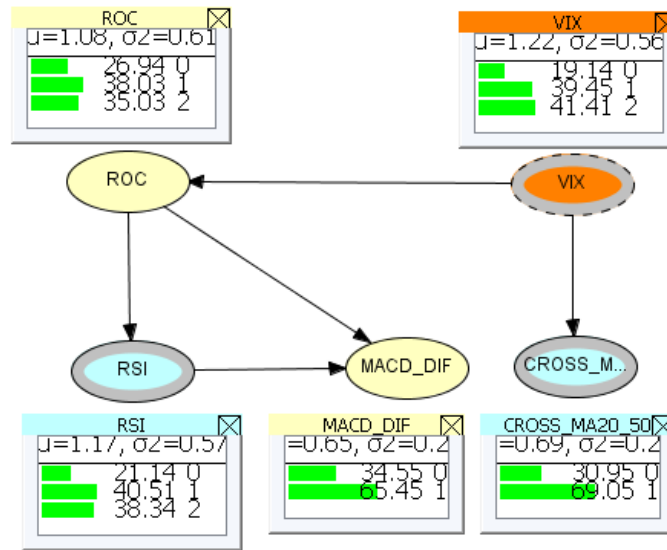 ROC
μ=1.08, σ2=0.61
26.94 0
38.03 1
35.03 2
VIX
μ=1.22, σ2=0.56
19.14 0
39.45 1
41.41 2
ROC
VIX
RSI
MACD_DIF
CROSS_M...
RSI
μ=1.17, σ2=0.57
21.14 0
40.51 1
38.34 2
MACD_DIF
=0.65, σ2=0.2
34.55 0
65.45 1
CROSS_MA20_50
=0.69, σ2=0.2
30.95 0
69.05 1